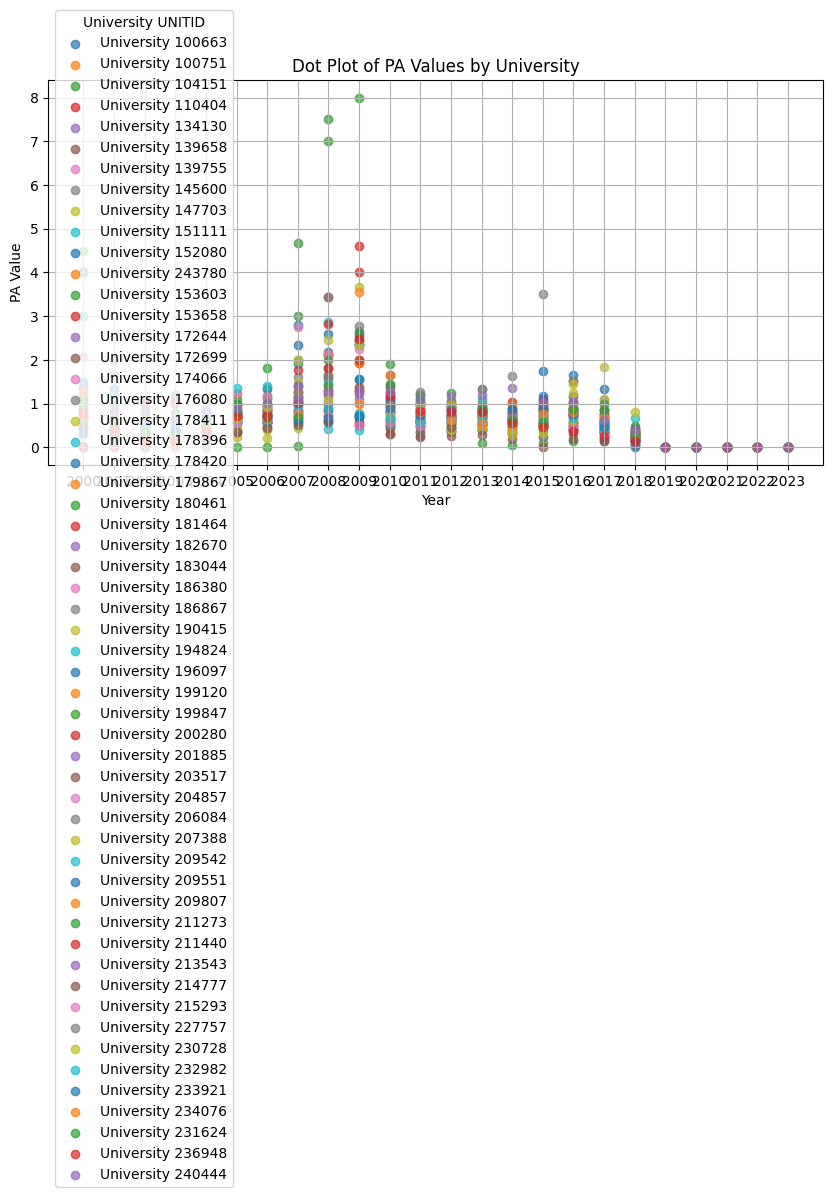 University UNITID
University 100663
University 100751
University 104151
University 110404
University 134130
University 139658
University 139755
University 145600
University 147703
University 151111
University 152080
University 243780
University 153603
University 153658
University 172644
University 172699
University 174066
University 176080
University 178411
University 178396
University 178420
University 179867
University 180461
University 181464
University 182670
University 183044
University 186380
University 186867
University 190415
University 194824
University 196097
University 199120
University 199847
University 200280
University 201885
University 203517
University 204857
University 206084
University 207388
University 209542
University 209551
University 209807
University 211273
University 211440
University 213543
University 214777
University 215293
University 227757
University 230728
University 232982
University 233921
University 234076
University 231624
University 236948
University 240444
Dot Plot of PA Values by University
PA Value
8
7
6
5
4
3
2
1
0
2000 2005 2006 2007 2008 2009 2010 2011 2012 2013 2014 2015 2016 2017 2018 2019 2020 2021 2022 2023
Year